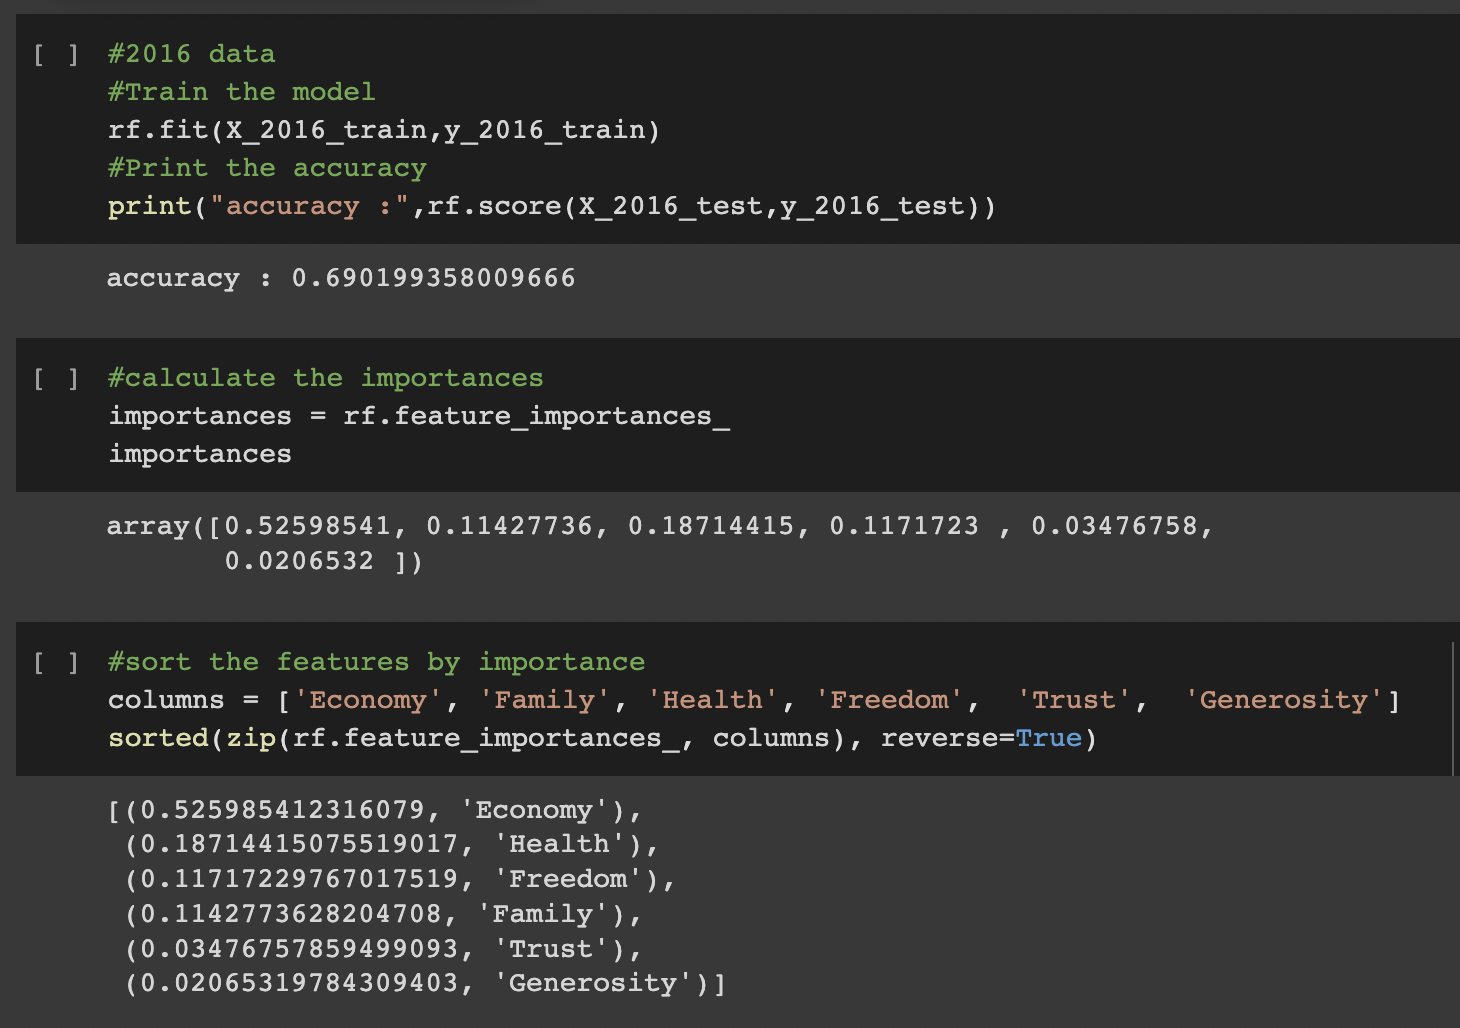 [ ] #2016 data
#Train the model
rf.fit(X_2016_train,y_2016_train)
#Print the accuracy
print("accuracy :",rf.score(X_2016_test,y_2016_test))
accuracy : 0.690199358009666
[ ] #calculate the importances
importances = rf.feature_importances_
importances
array([0.52598541, 0.11427736, 0.18714415, 0.1171723 , 0.03476758,
0.0206532 ])
[ ] #sort the features by importance
columns = ['Economy', 'Family', 'Health', 'Freedom',  'Trust',  'Generosity']
sorted(zip(rf.feature_importances_, columns), reverse=True)
[(0.525985412316079, 'Economy'),
(0.18714415075519017, 'Health'),
(0.11717229767017519, 'Freedom'),
(0.1142773628204708, 'Family'),
(0.03476757859499093, 'Trust'),
(0.02065319784309403, 'Generosity')]